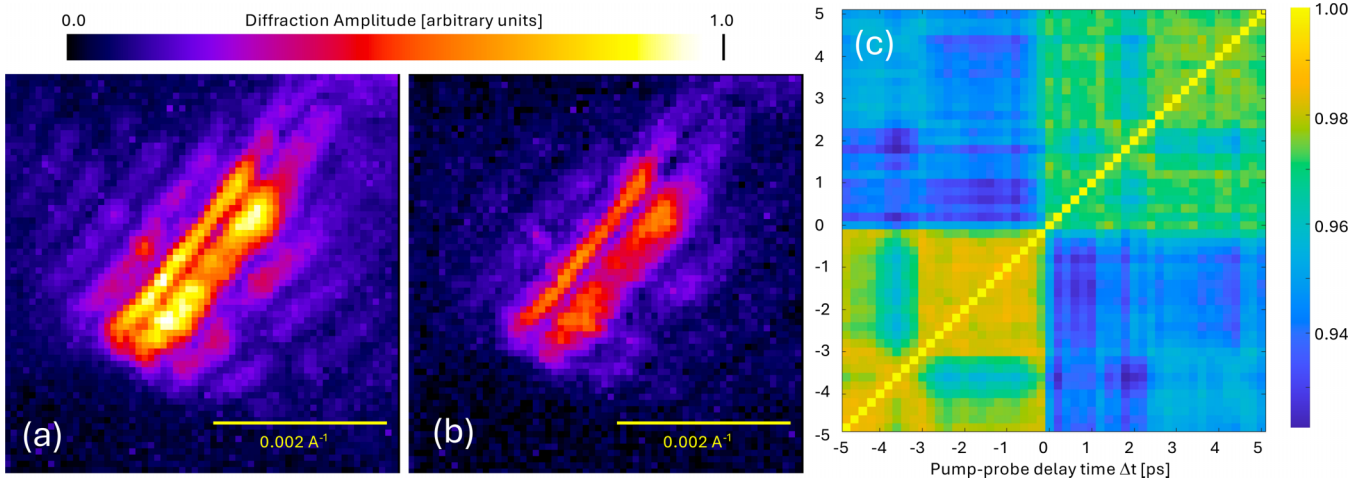 0.0 Diffraction Amplitude [arbitrary units] 1.0
(a)
0.002 A-1
(b)
0.002 A-1
(c)
5
4
3
2
1
0
-1
-2
-3
-4
-5
-5 -4 -3 -2 -1 0 1 2 3 4 5
Pump-probe delay time Δt [ps]
1.00
0.98
0.96
0.94